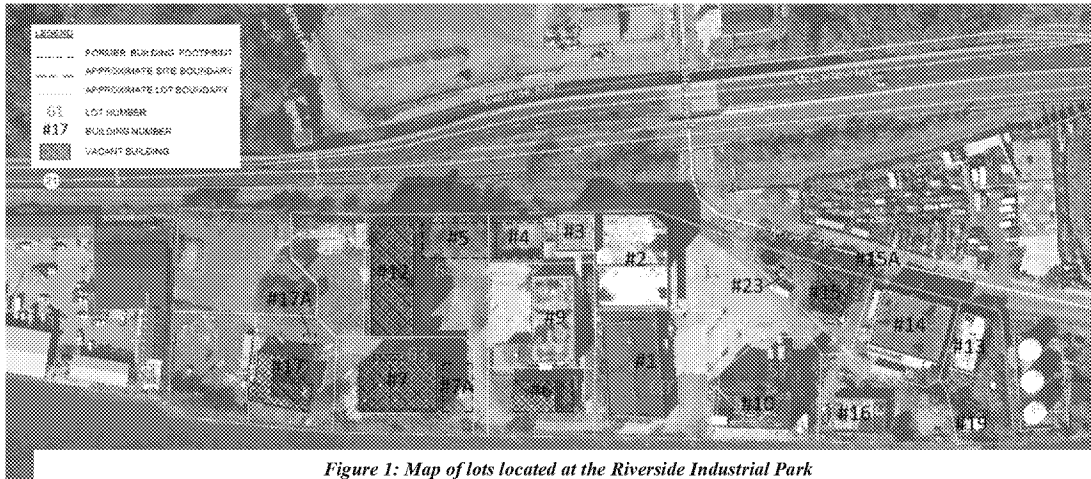 LEGEND
FORMER BUILDING FOOTPRINT
APPROXIMATE SITE BOUNDARY
APPROXIMATE LOT BOUNDARY
61 LOT NUMBER
#17 BUILDING NUMBER
VACANT BUILDING
#12
#5
#4
#3
#2
#15A
#17A
#9
#23
#15
#14
#13
#17
#7
#7A
#6
#1
#10
#16
#19
Figure 1: Map of lots located at the Riverside Industrial Park